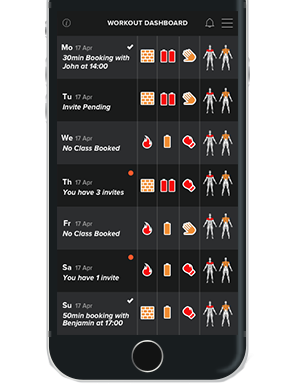 WORKOUT DASHBOARD
Mo 17 Apr
30min Booking with
John at 14:00
Tu 17 Apr
Invite Pending
We 17 Apr
No Class Booked
Th 17 Apr
You have 3 invites
Fr 17 Apr
No Class Booked
Sa 17 Apr
You have 1 invite
Su 17 Apr
50min booking with
Benjamin at 17:00